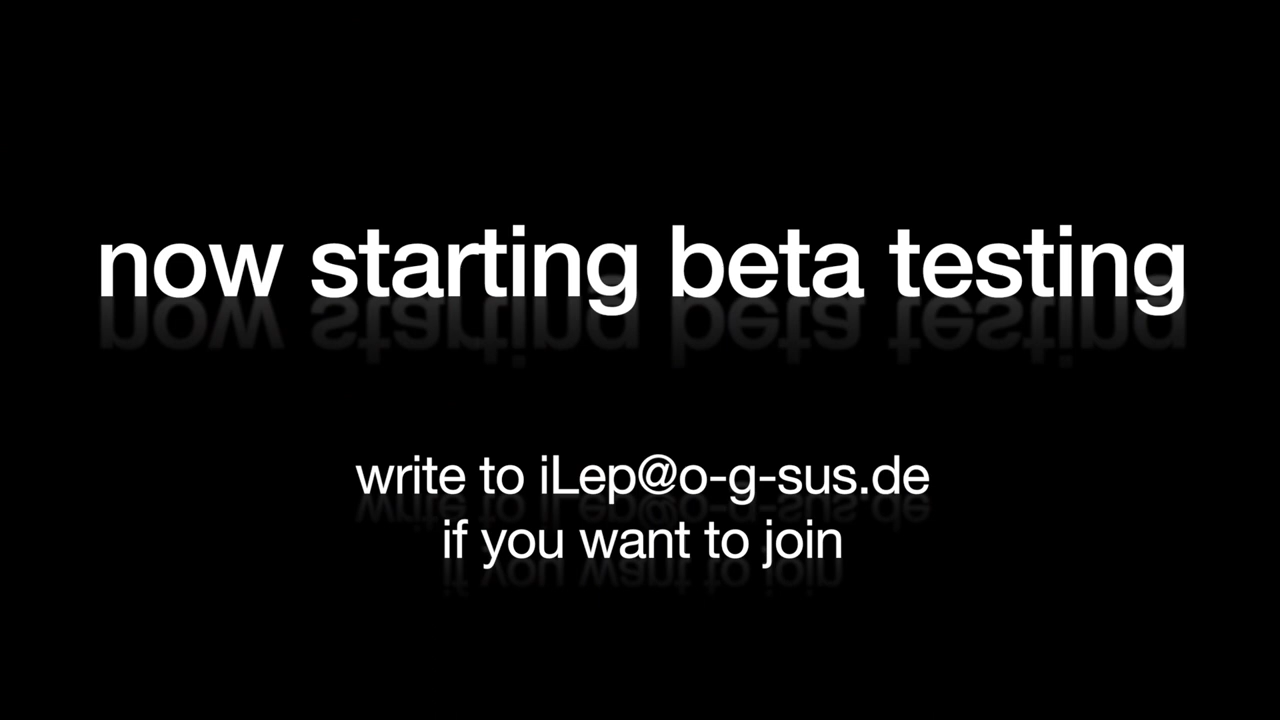 now starting beta testing
write to iLep@o-g-sus.de
if you want to join